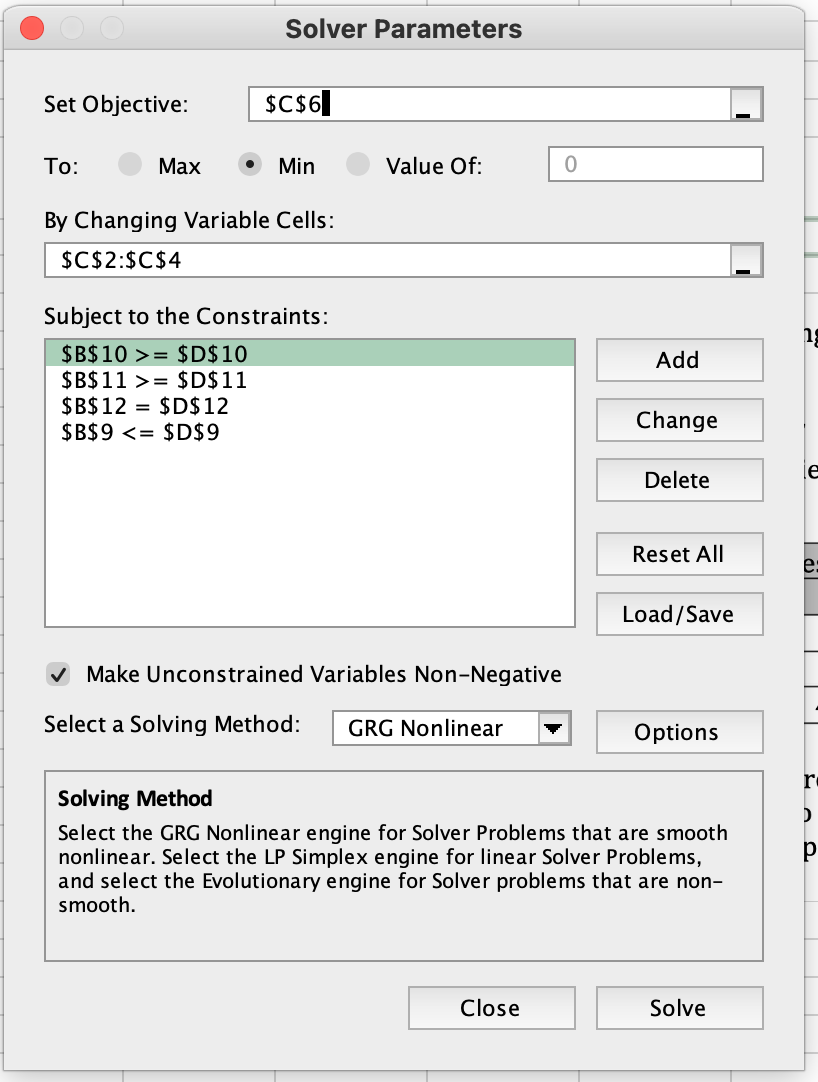 Solver Parameters
Set Objective: $C$6
To: Max Min Value Of: 0
By Changing Variable Cells:
$C$2:$C$4
Subject to the Constraints:
$B$10 >= $D$10
$B$11 >= $D$11
$B$12 = $D$12
$B$9 <= $D$9
Add
Change
Delete
Reset All
Load/Save
Make Unconstrained Variables Non-Negative
Select a Solving Method: GRG Nonlinear Options
Solving Method
Select the GRG Nonlinear engine for Solver Problems that are smooth
nonlinear. Select the LP Simplex engine for linear Solver Problems,
and select the Evolutionary engine for Solver problems that are non-
smooth.
Close Solve